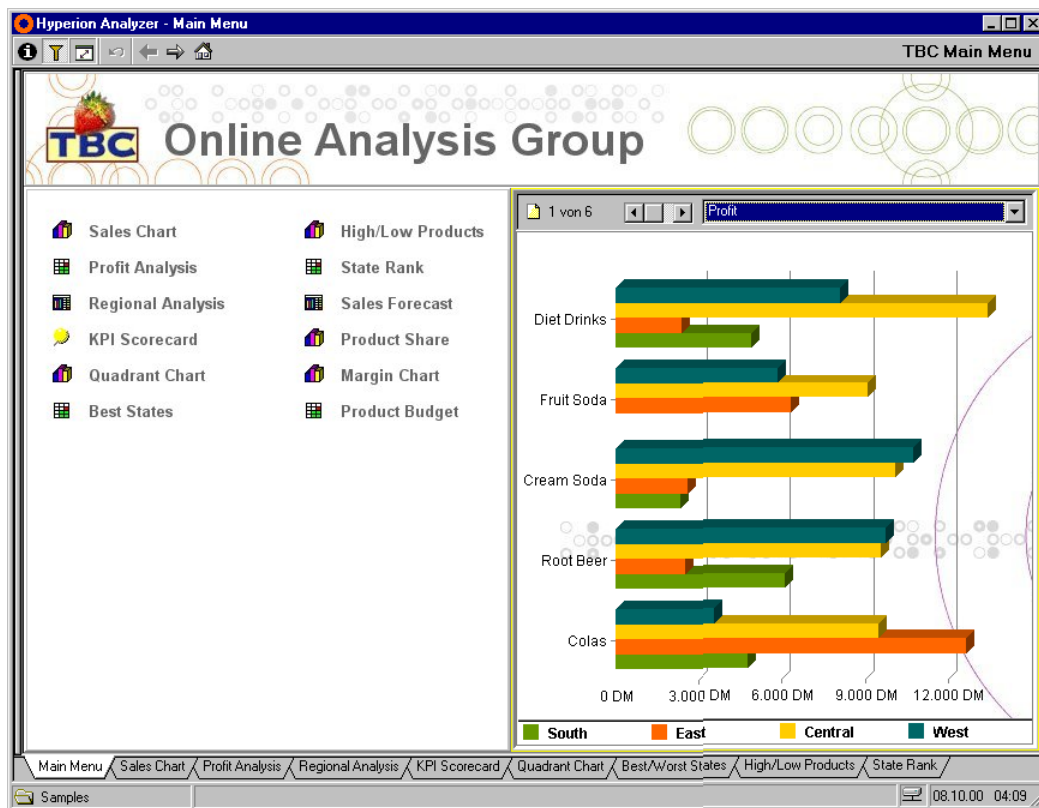 Hyperion Analyzer - Main Menu
TBC Main Menu
TBC Online Analysis Group
Sales Chart
High/Low Products
Profit Analysis
State Rank
Regional Analysis
Sales Forecast
KPI Scorecard
Product Share
Quadrant Chart
Margin Chart
Best States
Product Budget
1 von 6 Profit
Diet Drinks
Fruit Soda
Cream Soda
Root Beer
Colas
0 DM 3.000 DM 6.000 DM 9.000 DM 12.000 DM
South East Central West
Main Menu Sales Chart Profit Analysis Regional Analysis KPI Scorecard Quadrant Chart Best/Worst States High/Low Products State Rank
Samples 08.10.00 04:09